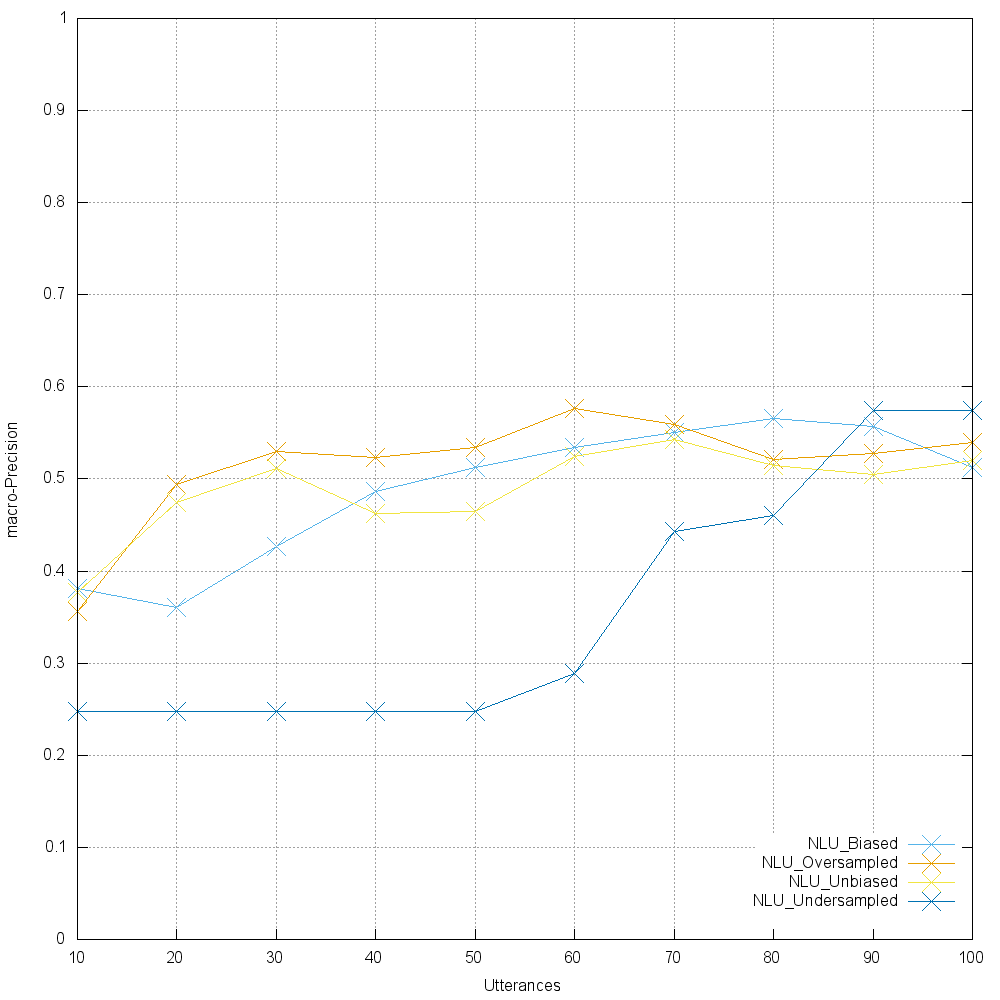 1
0.9
0.8
0.7
0.6
macro-Precision
0.5
0.4
0.3
0.2
0.1
0
NLU_Biased
NLU_Oversampled
NLU_Unbiased
NLU_Undersampled
10 20 30 40 50 60 70 80 90 100
Utterances